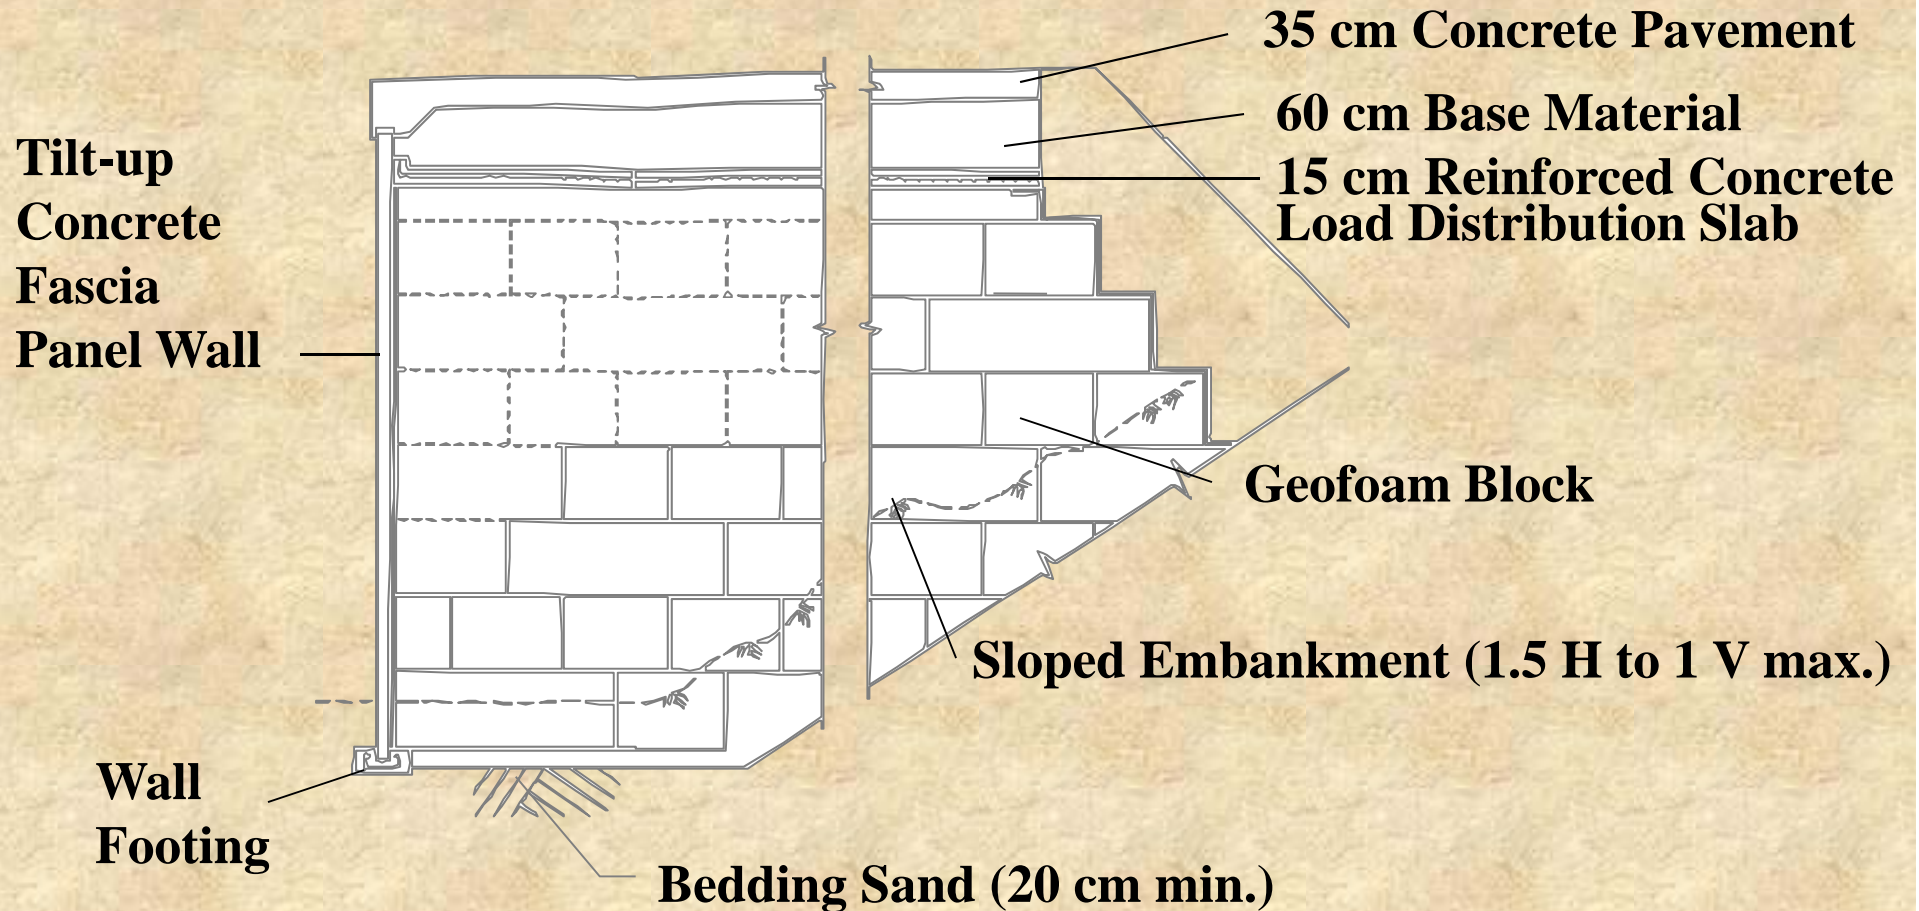 35 cm Concrete Pavement
60 cm Base Material
15 cm Reinforced Concrete
Load Distribution Slab
Tilt-up
Concrete
Fascia
Panel Wall
Geofoam Block
Sloped Embankment (1.5 H to 1 V max.)
Wall
Footing
Bedding Sand (20 cm min.)